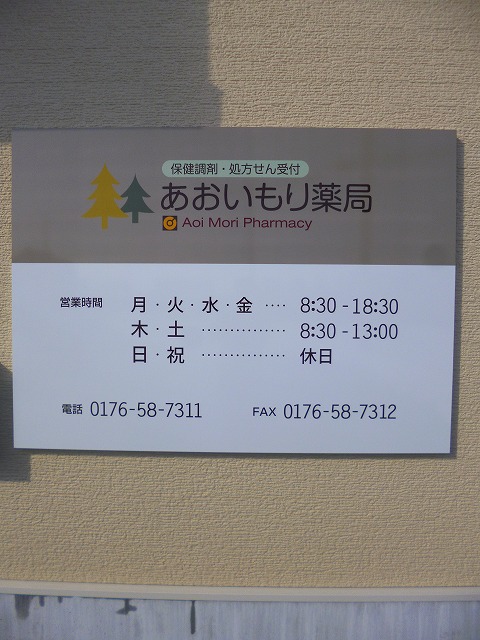 保健調剤・処方せん受付
あおいもり薬局
Aoi Mori Pharmacy
営業時間 月・火・水・金 ···· 8:30-18:30
木・土 ··············· 8:30-13:00
日・祝 ··············· 休日
電話 0176-58-7311 FAX 0176-58-7312